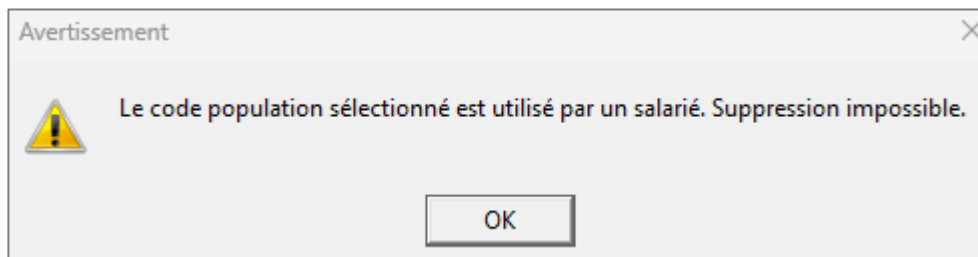 Avertissement
Le code population sélectionné est utilisé par un salarié. Suppression impossible.
OK